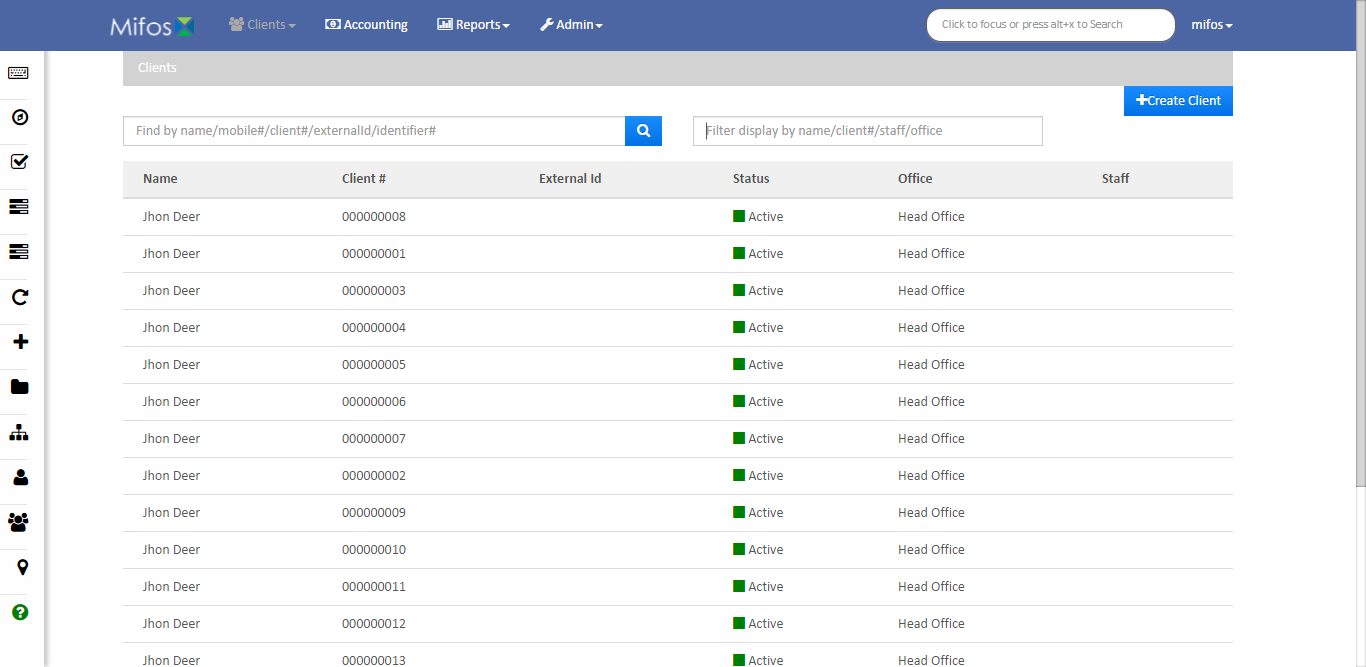 Mifos Clients Accounting Reports Admin Click to focus or press alt+x to Search mifos
Clients
Create Client
Find by name/mobile#/client#/externalId/identifier# Filter display by name/client#/staff/office
Name Client # External Id Status Office Staff
Jhon Deer 000000008 Active Head Office
Jhon Deer 000000001 Active Head Office
Jhon Deer 000000003 Active Head Office
Jhon Deer 000000004 Active Head Office
Jhon Deer 000000005 Active Head Office
Jhon Deer 000000006 Active Head Office
Jhon Deer 000000007 Active Head Office
Jhon Deer 000000002 Active Head Office
Jhon Deer 000000009 Active Head Office
Jhon Deer 000000010 Active Head Office
Jhon Deer 000000011 Active Head Office
Jhon Deer 000000012 Active Head Office
Jhon Deer 000000013 Active Head Office